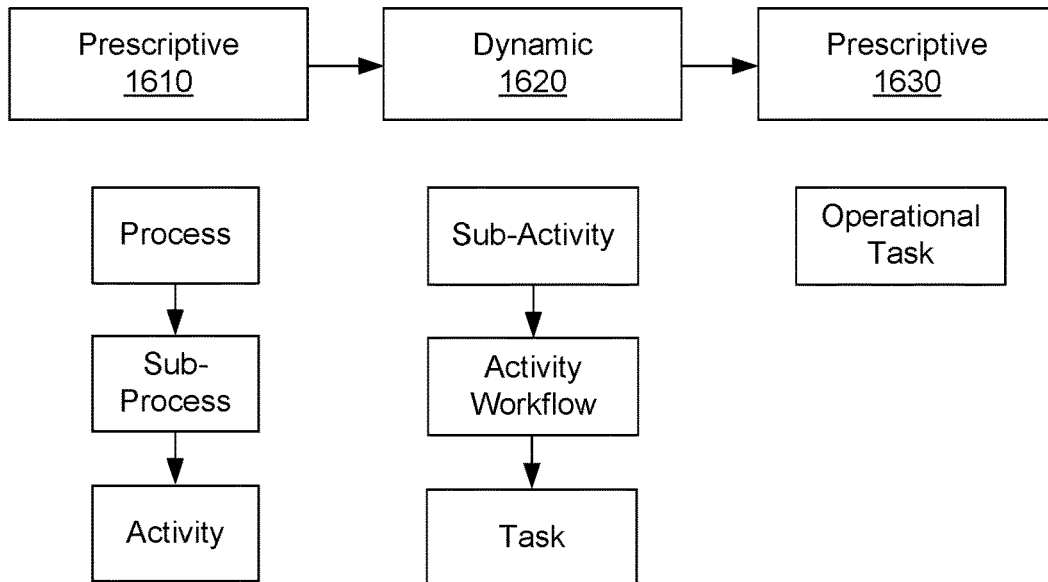 Prescriptive
1610
Dynamic
1620
Prescriptive
1630
Process
Sub-
Process
Activity
Sub-Activity
Activity
Workflow
Task
Operational
Task